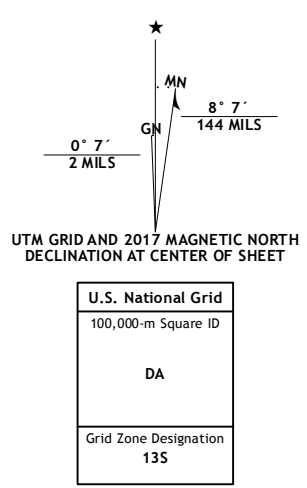 MN
GN
8° 7´
144 MILS
0° 7´
2 MILS
UTM GRID AND 2017 MAGNETIC NORTH
DECLINATION AT CENTER OF SHEET
U.S. National Grid
100,000-m Square ID
DA
Grid Zone Designation
13S